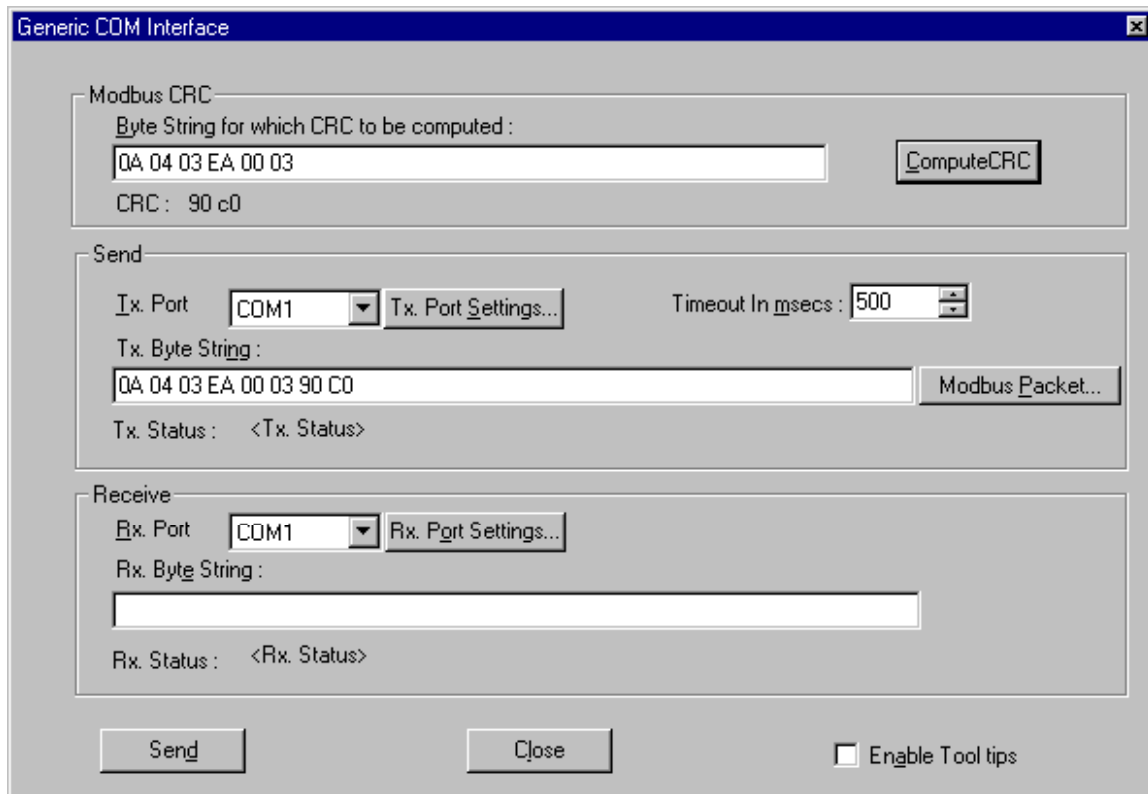 Generic COM Interface
Modbus CRC
Byte String for which CRC to be computed :
0A 04 03 EA 00 03
ComputeCRC
CRC : 90 c0
Send
Tx. Port COM1 Tx. Port Settings... Timeout In msecs : 500
Tx. Byte String :
0A 04 03 EA 00 03 90 C0 Modbus Packet...
Tx. Status : <Tx. Status>
Receive
Rx. Port COM1 Rx. Port Settings...
Rx. Byte String :
Rx. Status : <Rx. Status>
Send Close Enable Tool tips